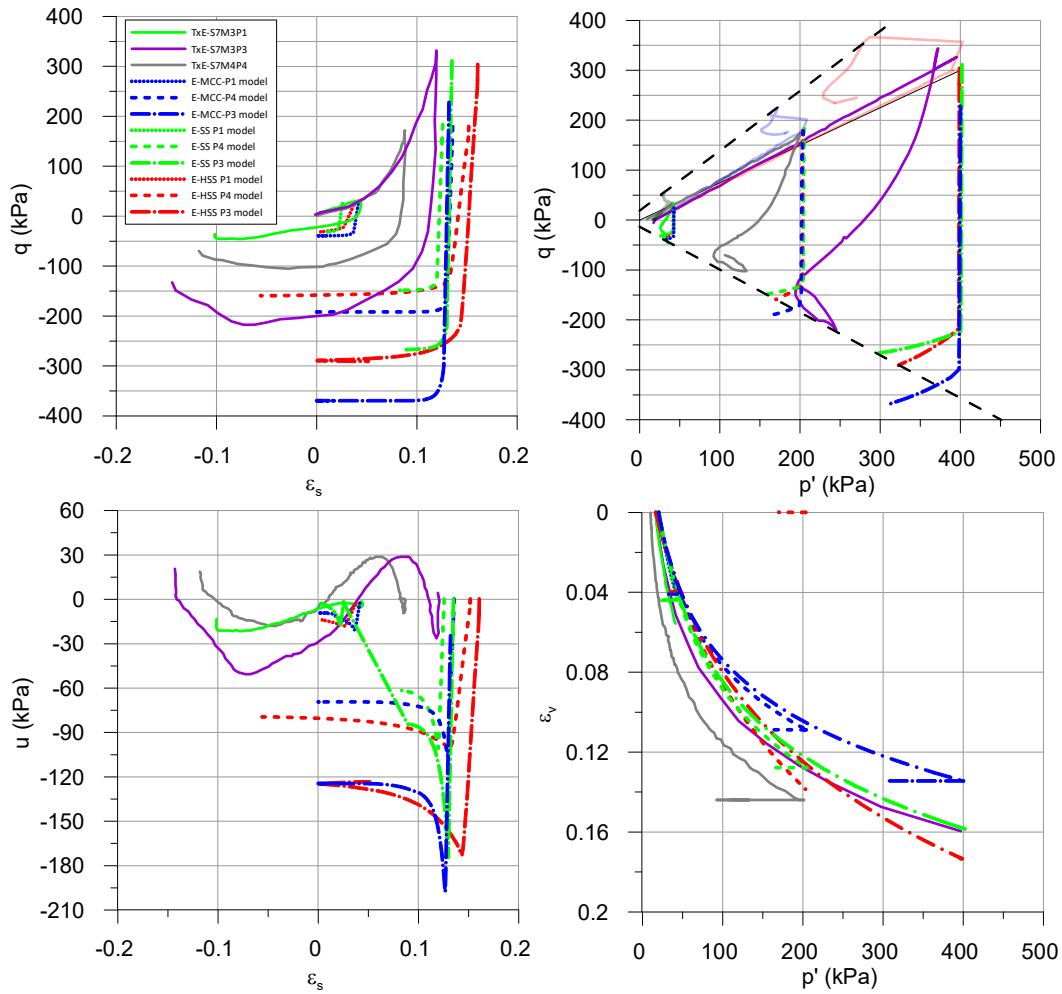 400
300
200
100
0
-100
-200
-300
-400
q (kPa)
-0.2
-0.1
0
0.1
0.2
εs
TxE-S7M3P1
TxE-S7M3P3
TxE-S7M4P4
E-MCC-P1 model
E-MCC-P4 model
E-MCC-P3 model
E-SS P1 model
E-SS P4 model
E-SS P3 model
E-HSS P1 model
E-HSS P4 model
E-HSS P3 model
400
300
200
100
0
-100
-200
-300
-400
q (kPa)
0
100
200
300
400
500
p' (kPa)
60
30
0
-30
-60
-90
-120
-150
-180
-210
u (kPa)
-0.2
-0.1
0
0.1
0.2
εs
0
0.04
0.08
0.12
0.16
0.2
εv
0
100
200
300
400
500
p' (kPa)